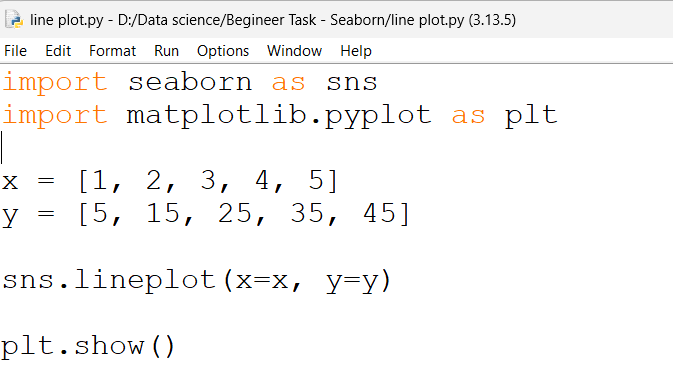 line plot.py - D:/Data science/Begineer Task - Seaborn/line plot.py (3.13.5)
File Edit Format Run Options Window Help
import seaborn as sns
import matplotlib.pyplot as plt
x = [1, 2, 3, 4, 5]
y = [5, 15, 25, 35, 45]
sns.lineplot(x=x, y=y)
plt.show()